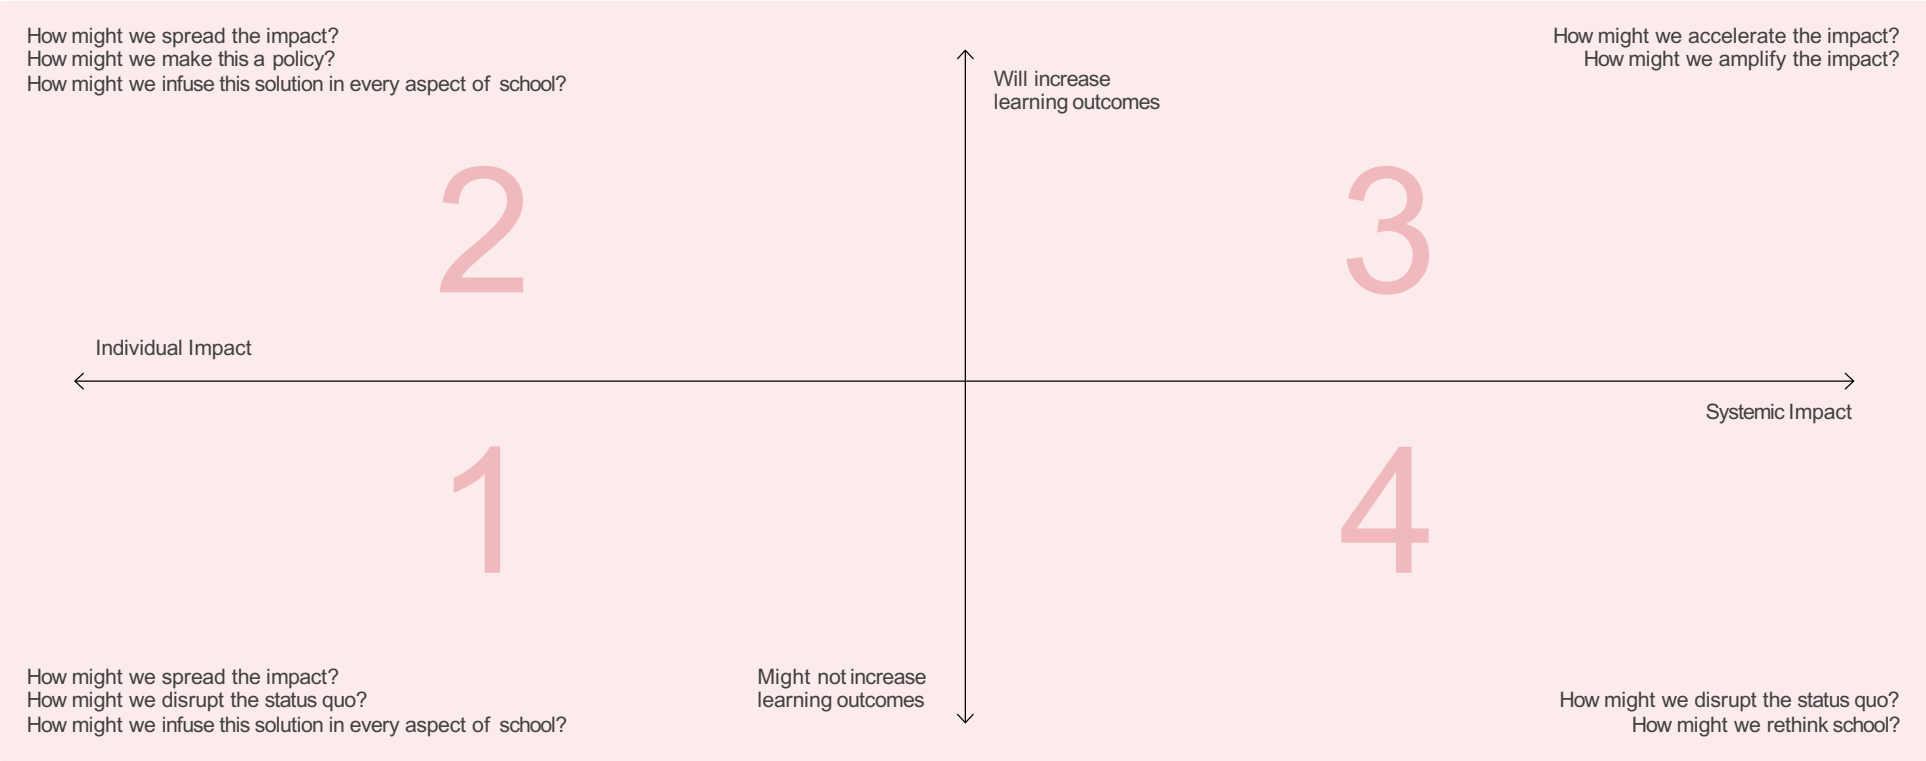 How might we spread the impact?
How might we make this a policy?
How might we infuse this solution in every aspect of school?
How might we accelerate the impact?
How might we amplify the impact?
Will increase
learning outcomes
2
3
Individual Impact
Systemic Impact
1
4
How might we spread the impact?
How might we disrupt the status quo?
How might we infuse this solution in every aspect of school?
Might not increase
learning outcomes
How might we disrupt the status quo?
How might we rethink school?